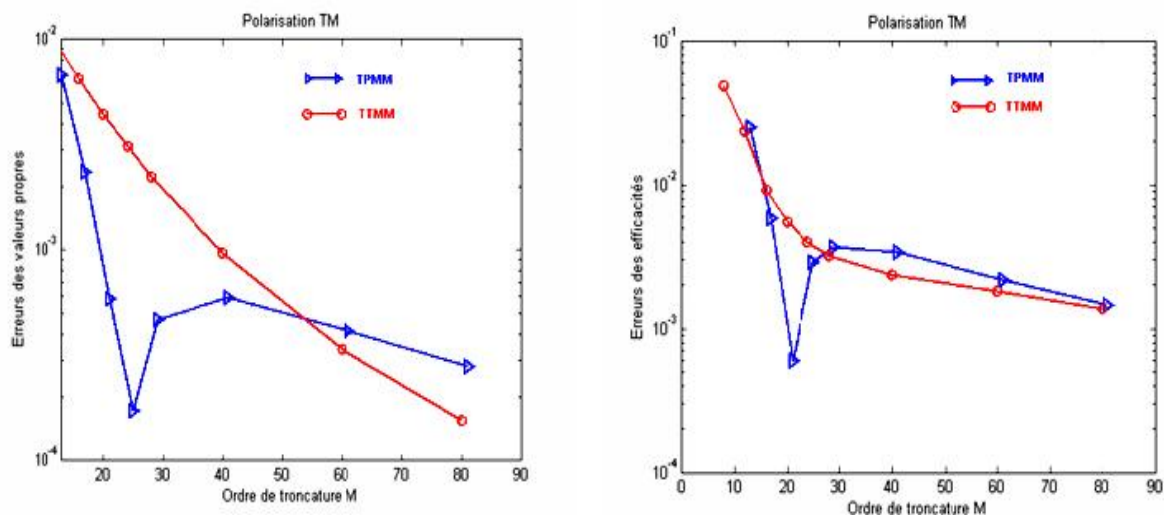 Polarisation TM
10^-2
10^-3
10^-4
Erreurs des valeurs propres
TPMM
TTMM
20 30 40 50 60 70 80 90
Ordre de troncature M
Polarisation TM
10^-1
10^-2
10^-3
10^-4
Erreurs des efficacités
TPMM
TTMM
0 10 20 30 40 50 60 70 80 90
Ordre de troncature M